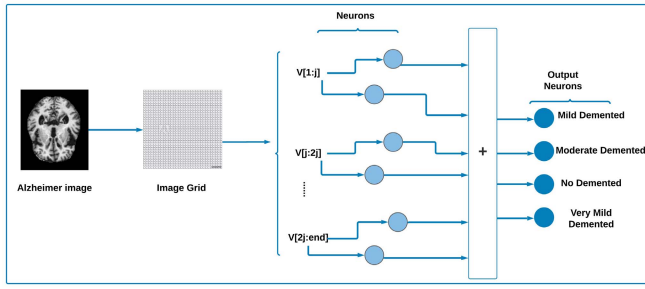 Neurons
V[1:j]
V[j:2j]
V[2j:end]
Alzheimer image
Image Grid
+
Output
Neurons
Mild Demented
Moderate Demented
No Demented
Very Mild
Demented